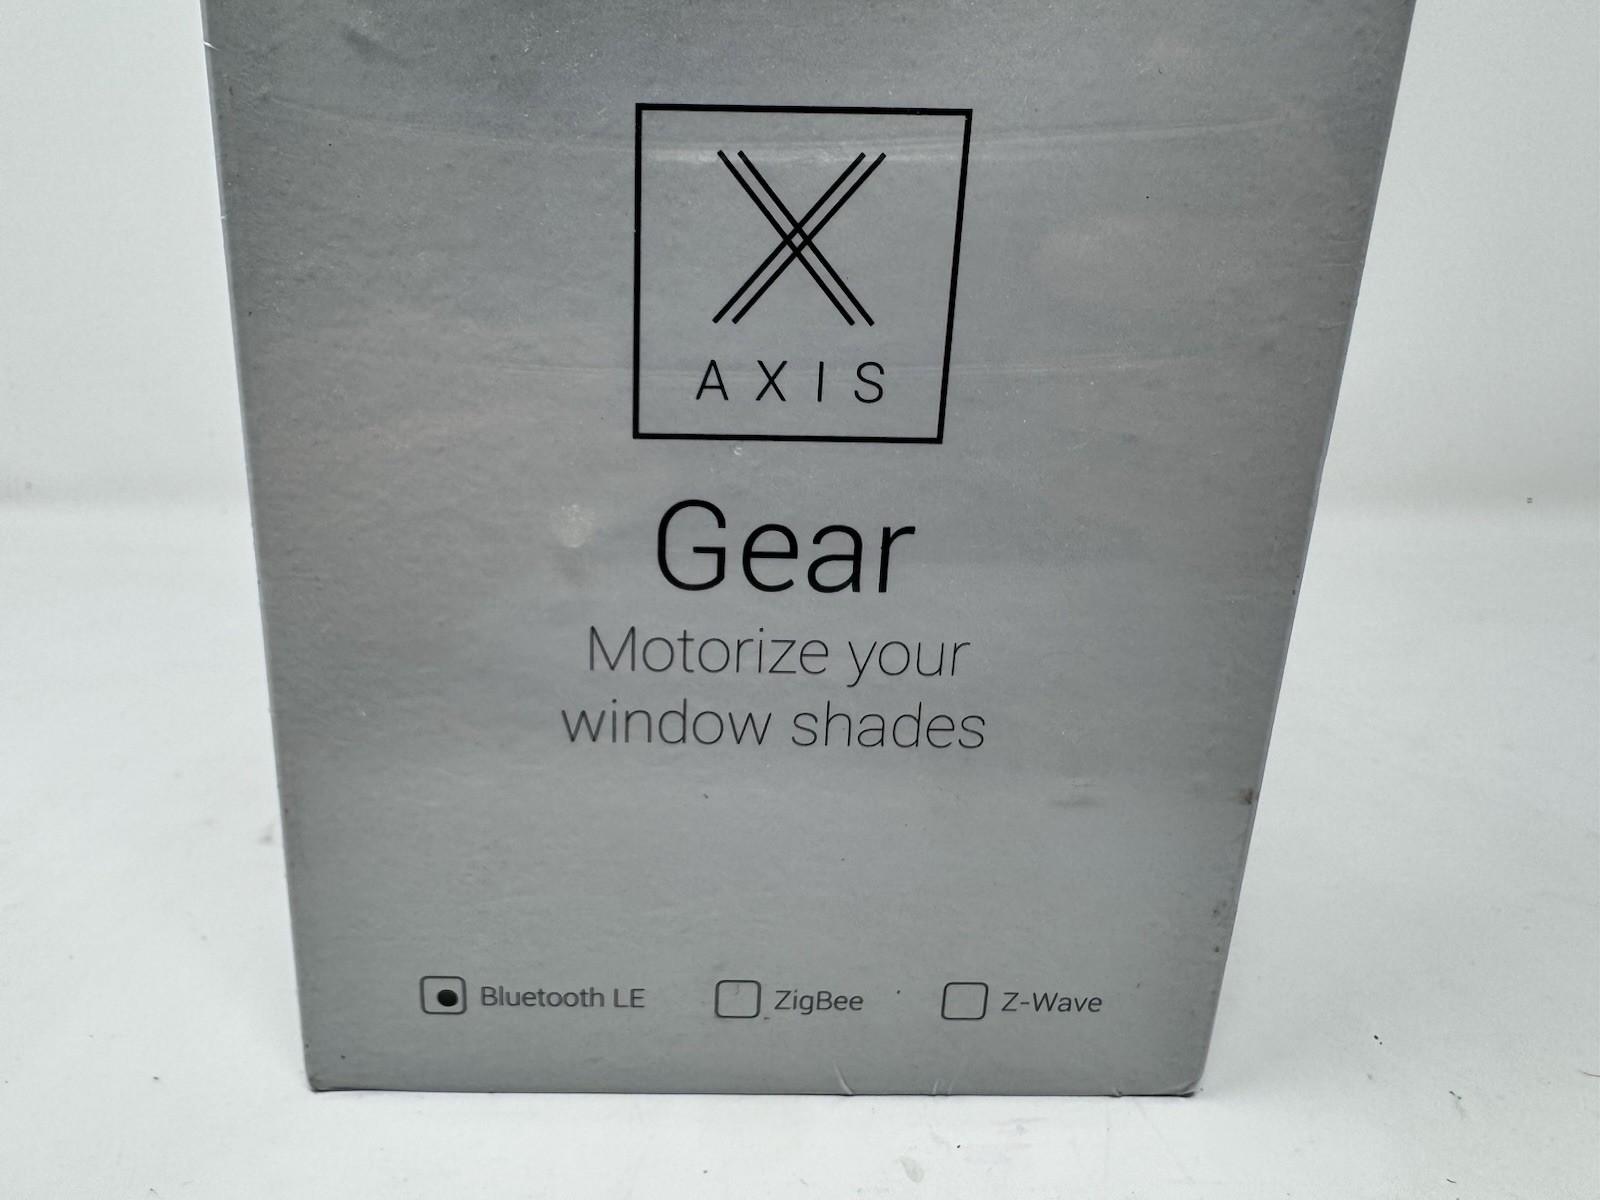 AXIS
Gear
Motorize your
window shades
Bluetooth LE ZigBee Z-Wave